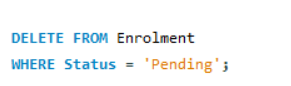 DELETE FROM Enrolment
WHERE Status = 'Pending';